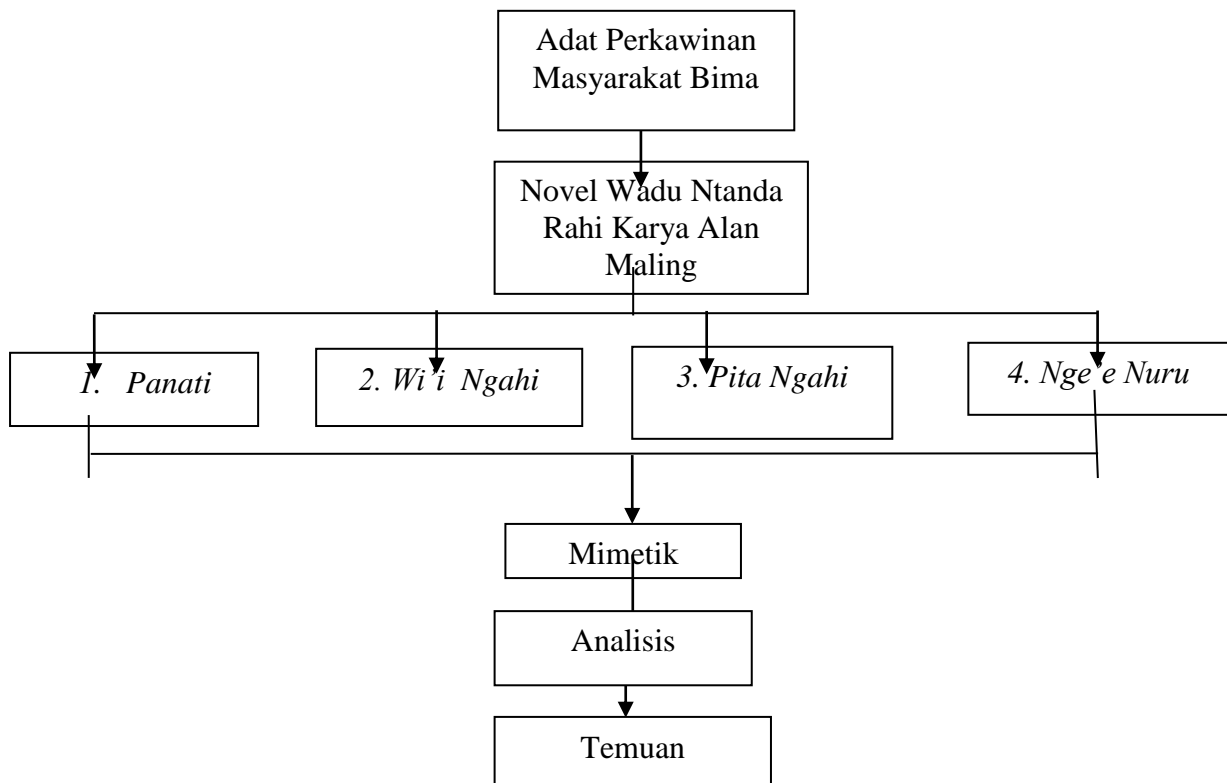 Adat Perkawinan
Masyarakat Bima
Novel Wadu Ntanda
Rahi Karya Alan
Maling
1. Panati
2. Wi'i Ngahi
3. Pita Ngahi
4. Nge'e Nuru
Mimetik
Analisis
Temuan